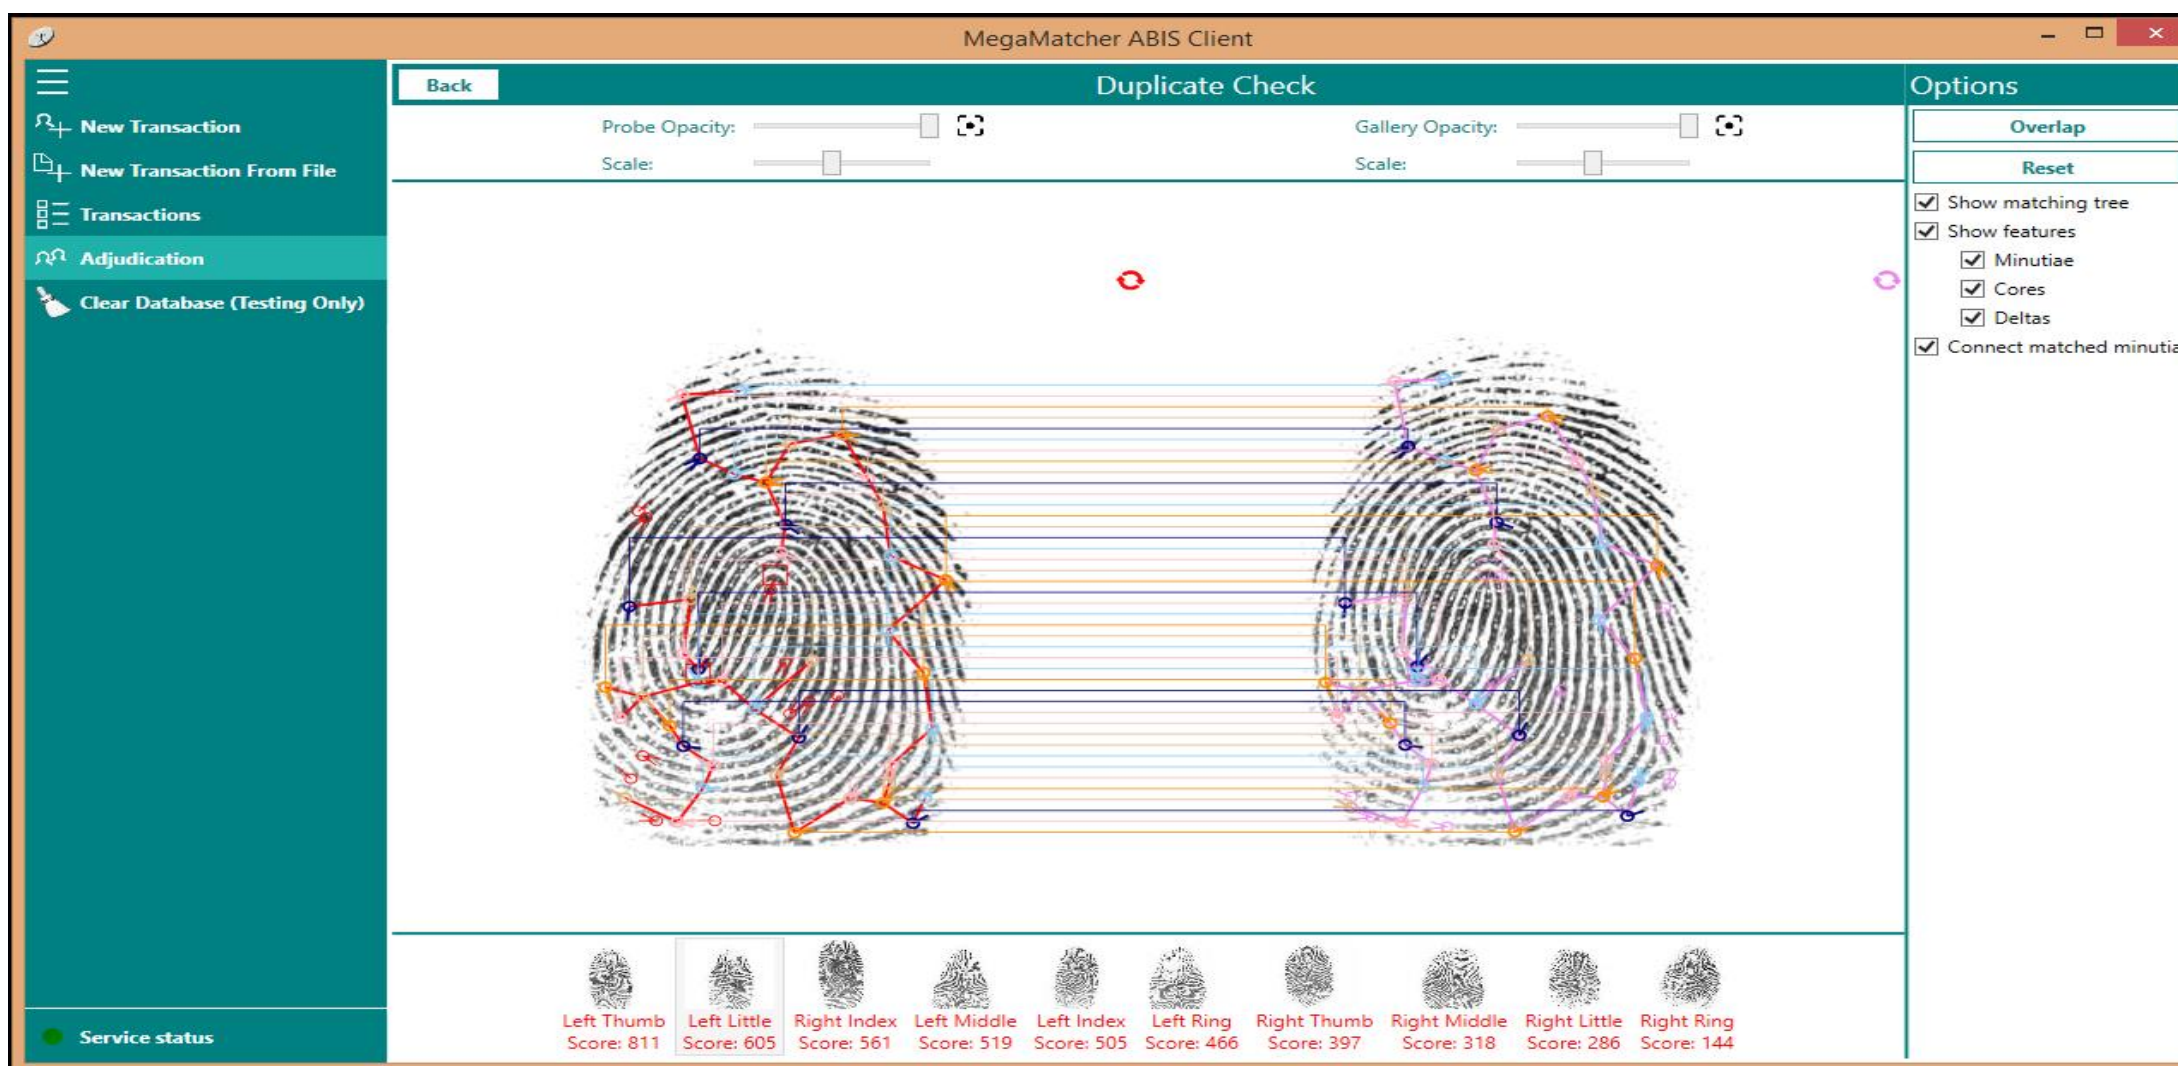 MegaMatcher ABIS Client
Back
Duplicate Check
Options
New Transaction
New Transaction From File
Transactions
Adjudication
Clear Database (Testing Only)
Service status
Probe Opacity:
Scale:
Gallery Opacity:
Scale:
Overlap
Reset
Show matching tree
Show features
Minutiae
Cores
Deltas
Connect matched minutia
Left Thumb
Score: 811
Left Little
Score: 605
Right Index
Score: 561
Left Middle
Score: 519
Left Index
Score: 505
Left Ring
Score: 466
Right Thumb
Score: 397
Right Middle
Score: 318
Right Little
Score: 286
Right Ring
Score: 144